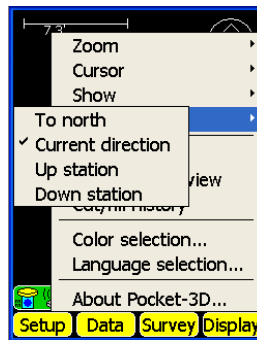 7.3'
Zoom
Cursor
Show
To north
Current direction
Up station
Down station
view
Cut/fill history
Color selection...
Language selection...
About Pocket-3D...
Setup Data Survey Display